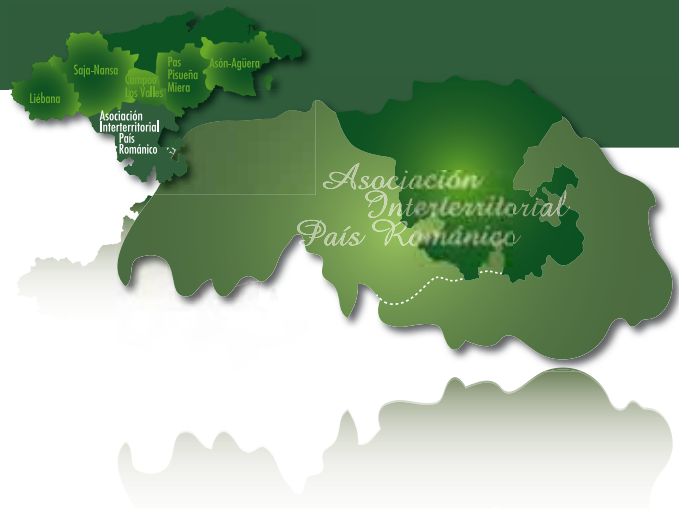 Saja-Nansa
Asón-Agüera
Pas
Pisueña
Miera
Campoo
Los Valles
Liébana
Asociación
Interterritorial
País
Románico
Asociación
Interterritorial
País Románico